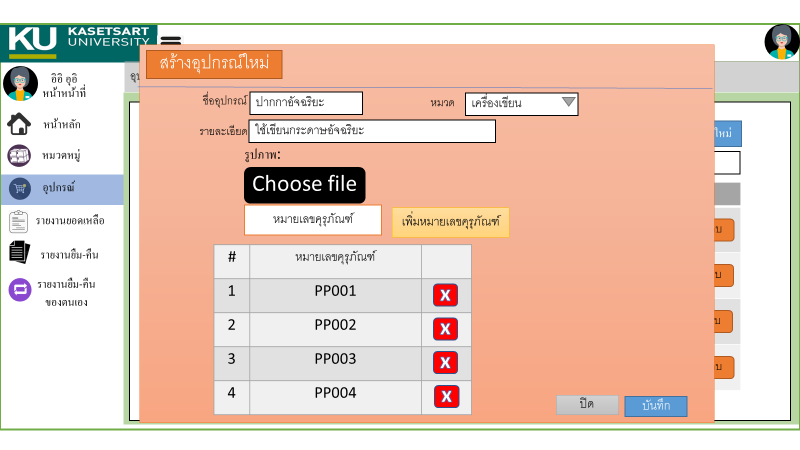 KU KASETSART
UNIVERSITY
อิอิ อุอิ
หน้าหน้าที่
หน้าหลัก
หมวดหมู่
อุปกรณ์
รายงานยอดเหลือ
รายงานยืม-คืน
รายงานยืม-คืน
ของตนเอง
สร้างอุปกรณ์ใหม่
ชื่ออุปกรณ์ ปากกาอัจฉริยะ หมวด เครื่องเขียน
รายละเอียด ใช้เขียนกระดาษอัจฉริยะ
รูปภาพ:
Choose file
หมายเลขคุรุภัณฑ์ เพิ่มหมายเลขคุรุภัณฑ์
# หมายเลขคุรุภัณฑ์
1 PP001 X
2 PP002 X
3 PP003 X
4 PP004 X
ปิด บันทึก